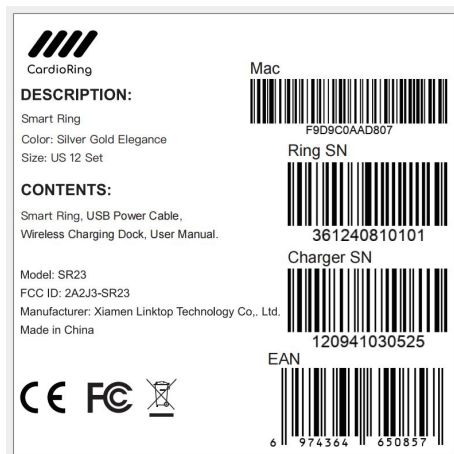 CardioRing
DESCRIPTION:
Smart Ring
Color: Silver Gold Elegance
Size: US 12 Set
CONTENTS:
Smart Ring, USB Power Cable,
Wireless Charging Dock, User Manual.
Model: SR23
FCC ID: 2A2J3-SR23
Manufacturer: Xiamen Linktop Technology Co,. Ltd.
Made in China
CE FC
Mac
F9D9C0AAD807
Ring SN
361240810101
Charger SN
120941030525
EAN
6 974364 650857